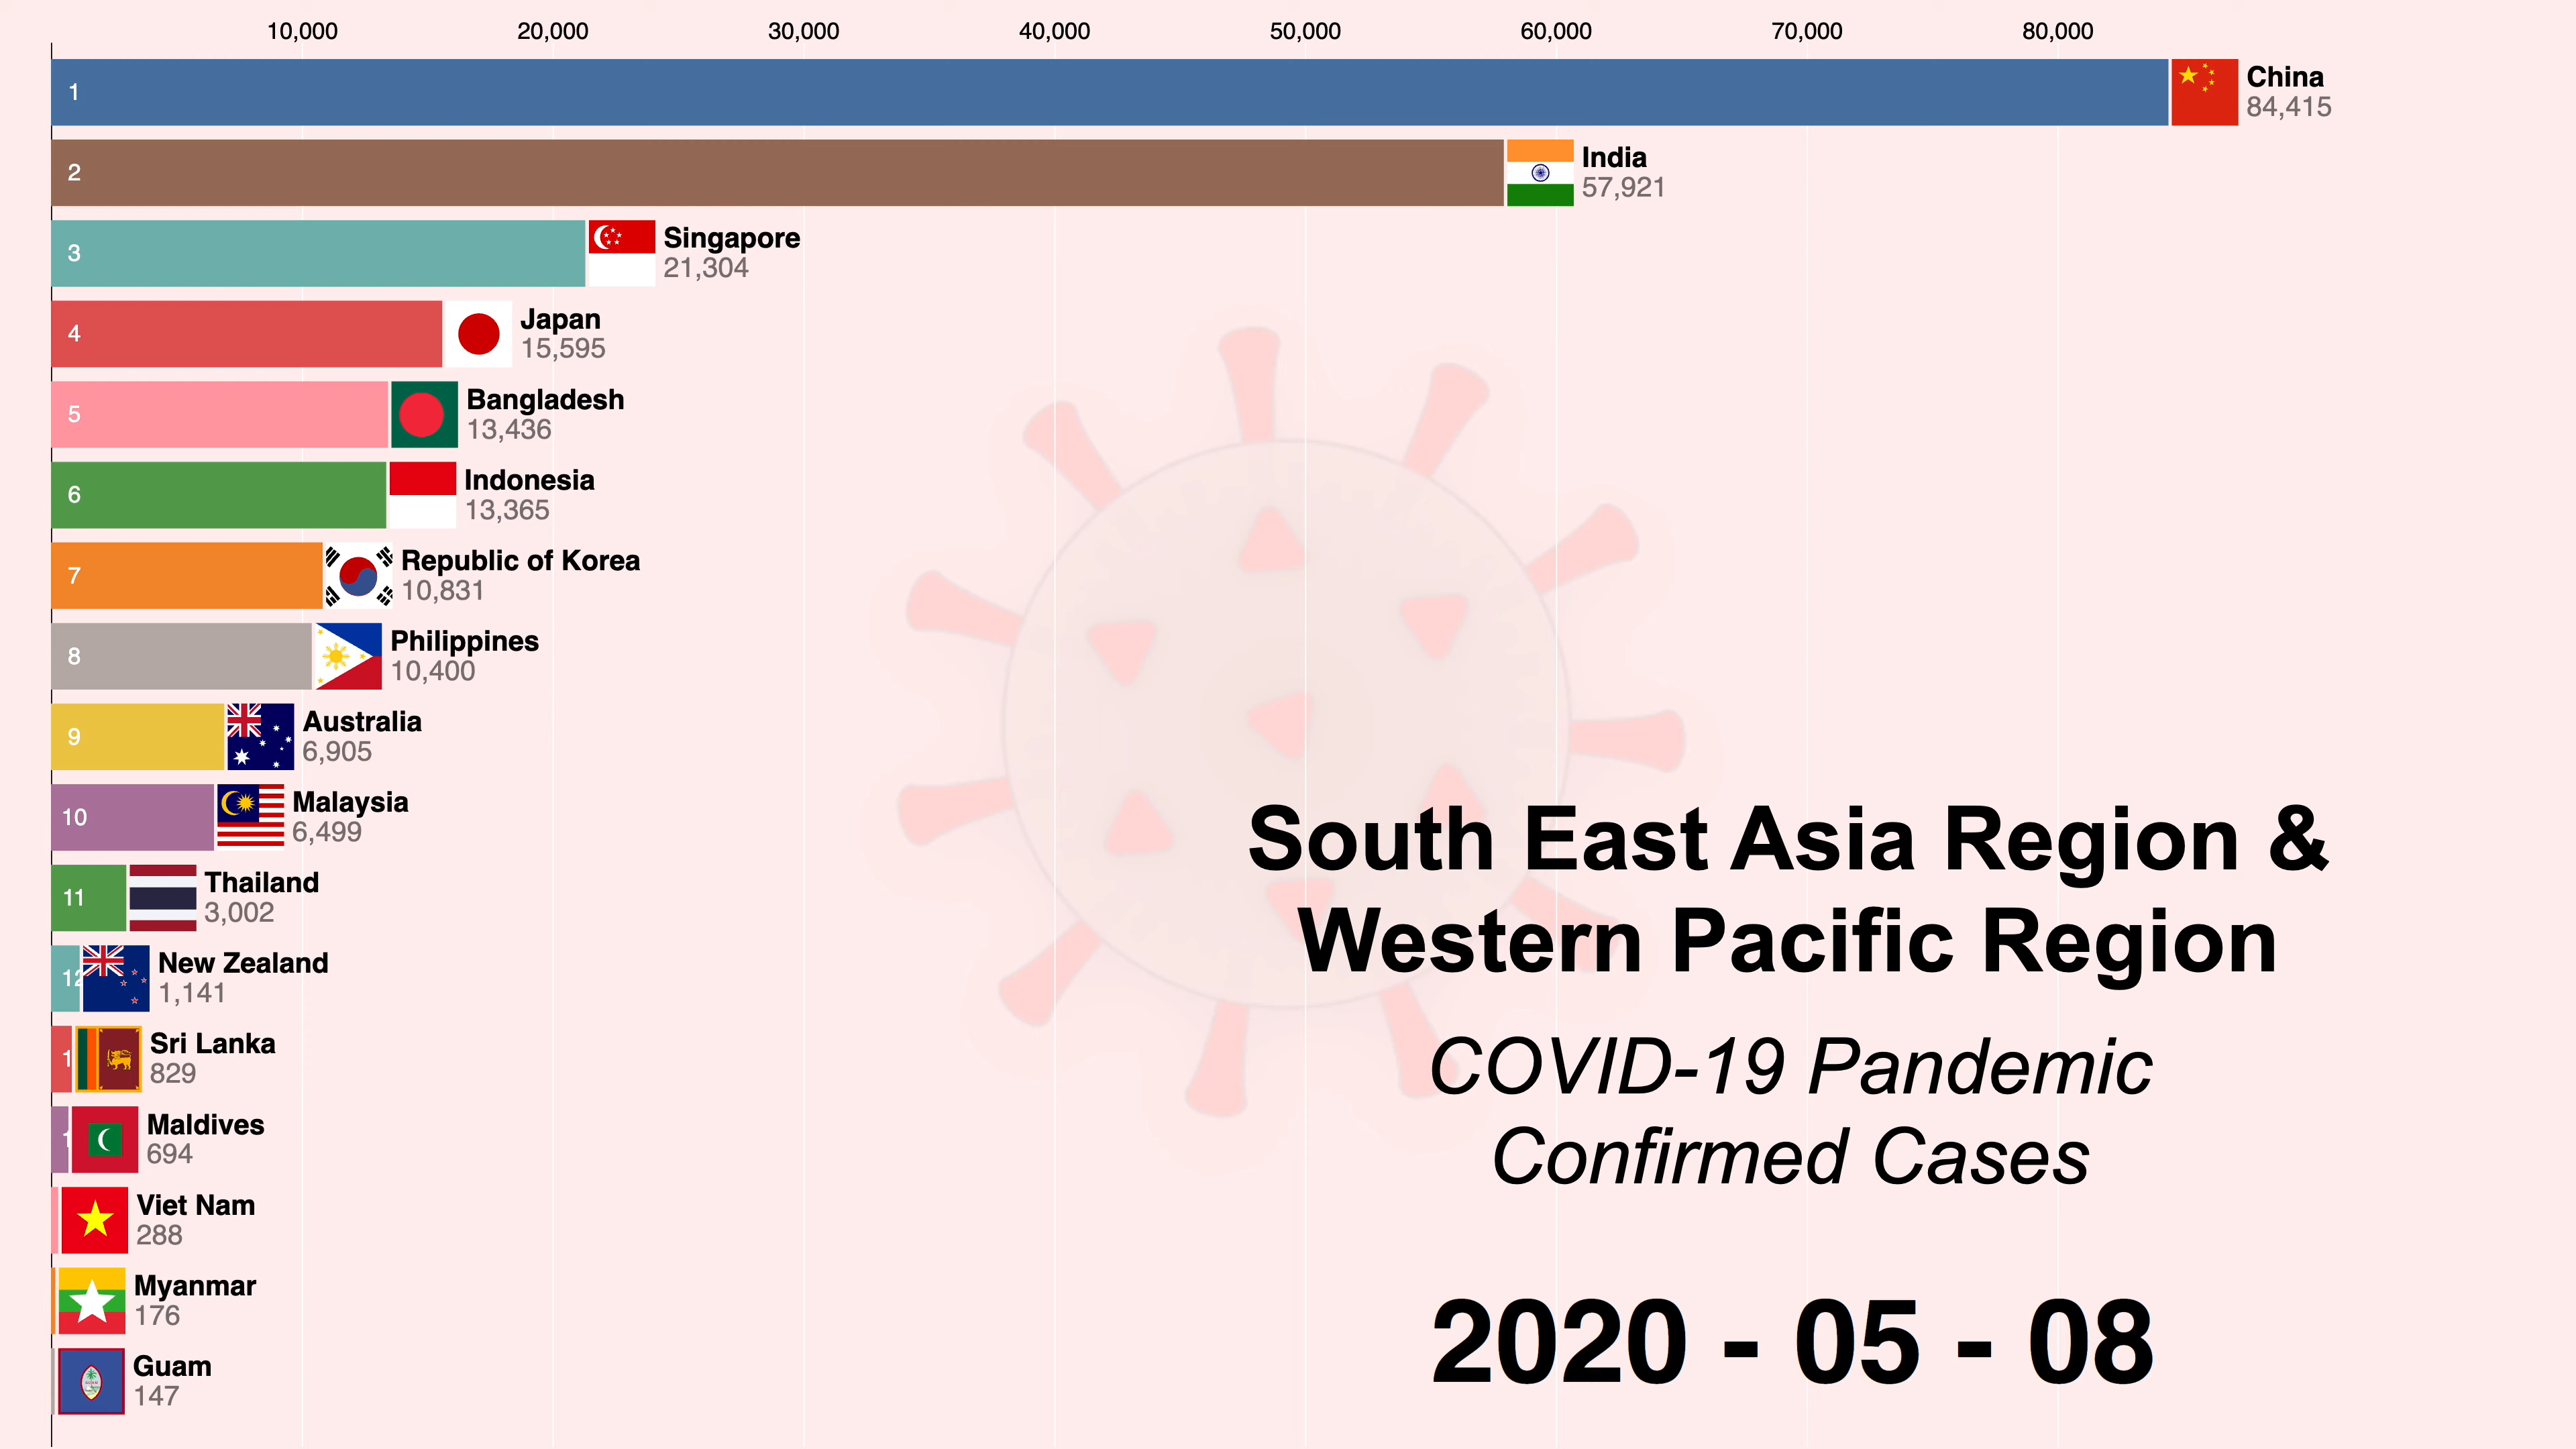 10,000 20,000 30,000 40,000 50,000 60,000 70,000 80,000
1 China
84,415
2 India
57,921
3 Singapore
21,304
4 Japan
15,595
5 Bangladesh
13,436
6 Indonesia
13,365
7 Republic of Korea
10,831
8 Philippines
10,400
9 Australia
6,905
10 Malaysia
6,499
11 Thailand
3,002
12 New Zealand
1,141
Sri Lanka
829
Maldives
694
Viet Nam
288
Myanmar
176
Guam
147
South East Asia Region &
Western Pacific Region
COVID-19 Pandemic
Confirmed Cases
2020 - 05 - 08